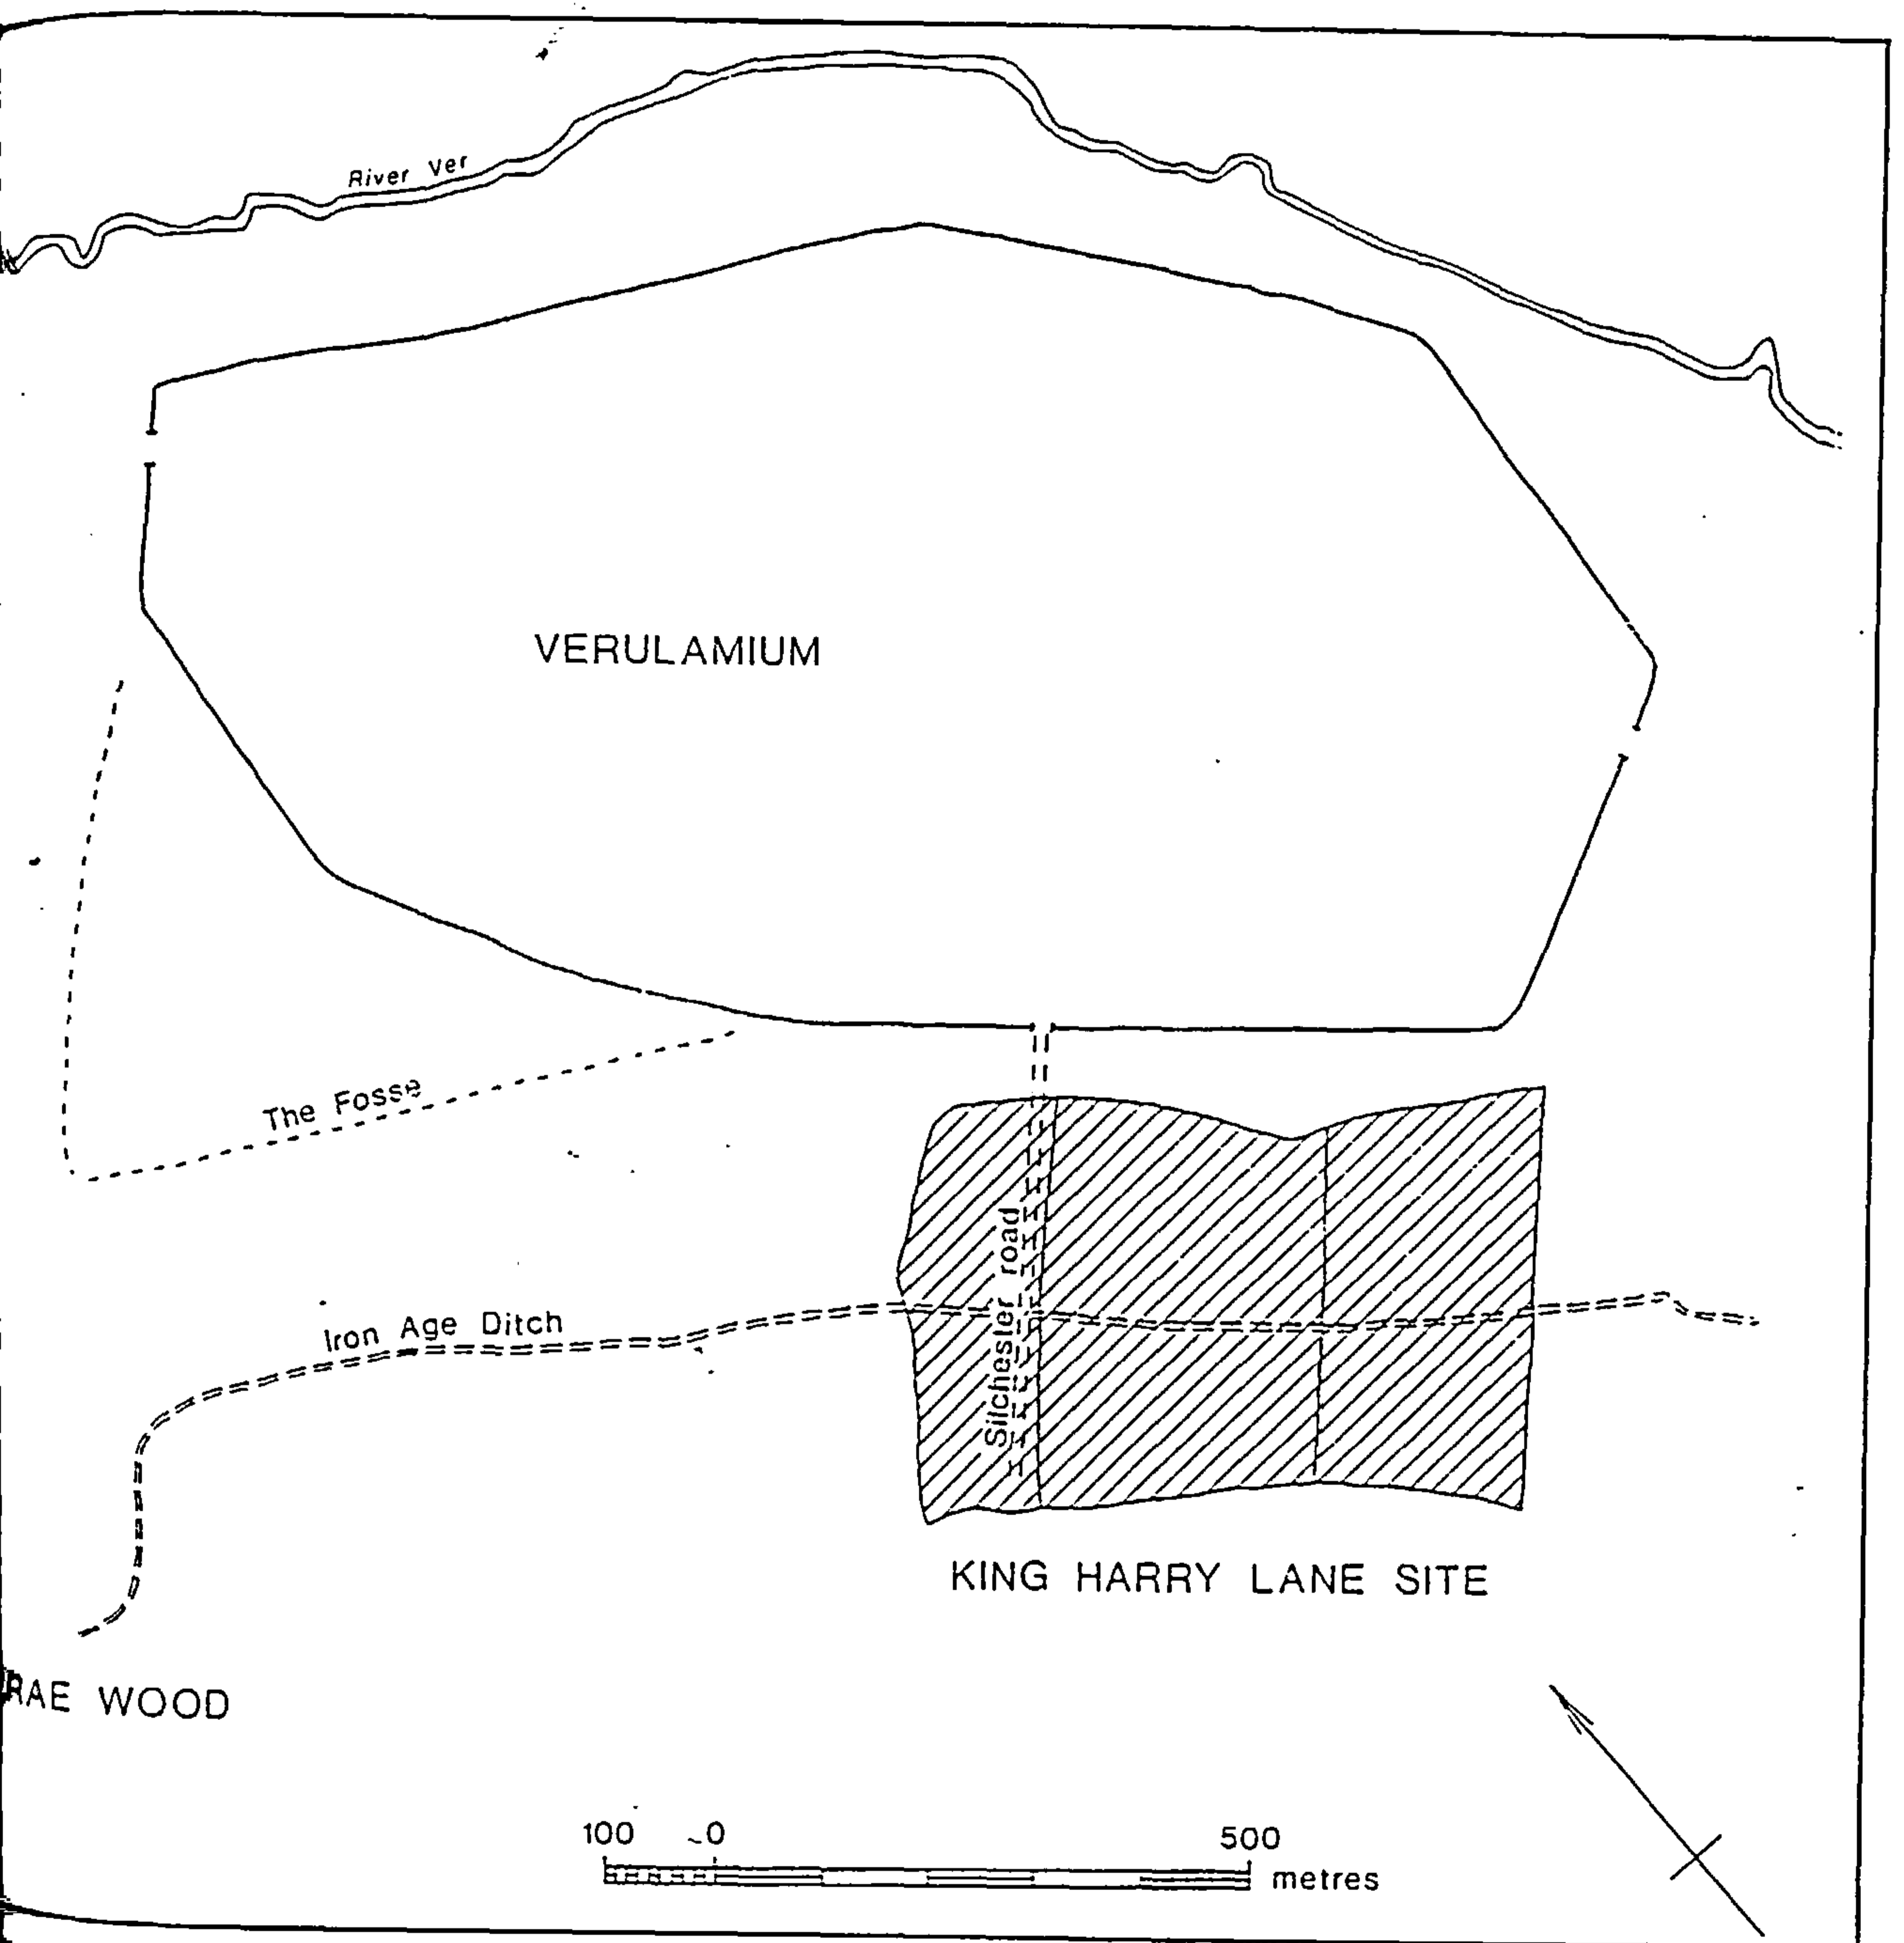 River Ver
VERULAMIUM
The Fosse
Silchester road
Iron Age Ditch
KING HARRY LANE SITE
RAE WOOD
100 0 500
metres